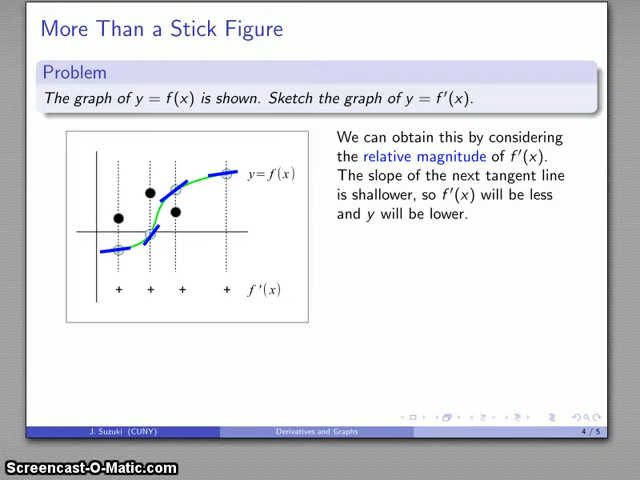 More Than a Stick Figure
Problem
The graph of y = f(x) is shown. Sketch the graph of y = f′(x).
We can obtain this by considering
the relative magnitude of f′(x).
The slope of the next tangent line
is shallower, so f′(x) will be less
and y will be lower.
y=f(x)
+ + + + f'(x)
J. Suzuki (CUNY) Derivatives and Graphs 4 / 5
Screencast-O-Matic.com